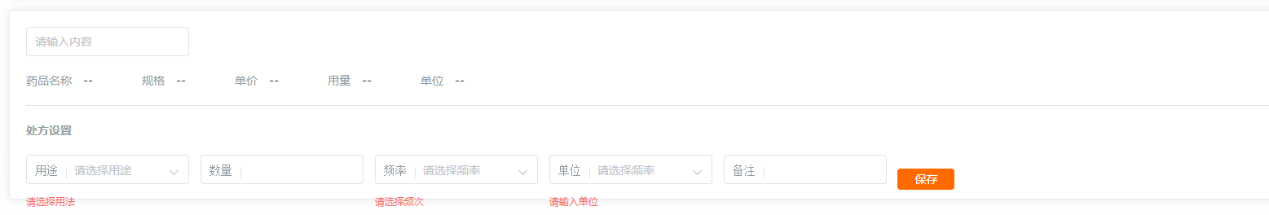 请输入内容
药品名称 -- 规格 -- 单价 -- 用量 -- 单位 --
处方设置
用途 请选择用途 数量 频率 请选择频率 单位 请选择频率 备注 保存
请选择用法 请选择频次 请输入单位